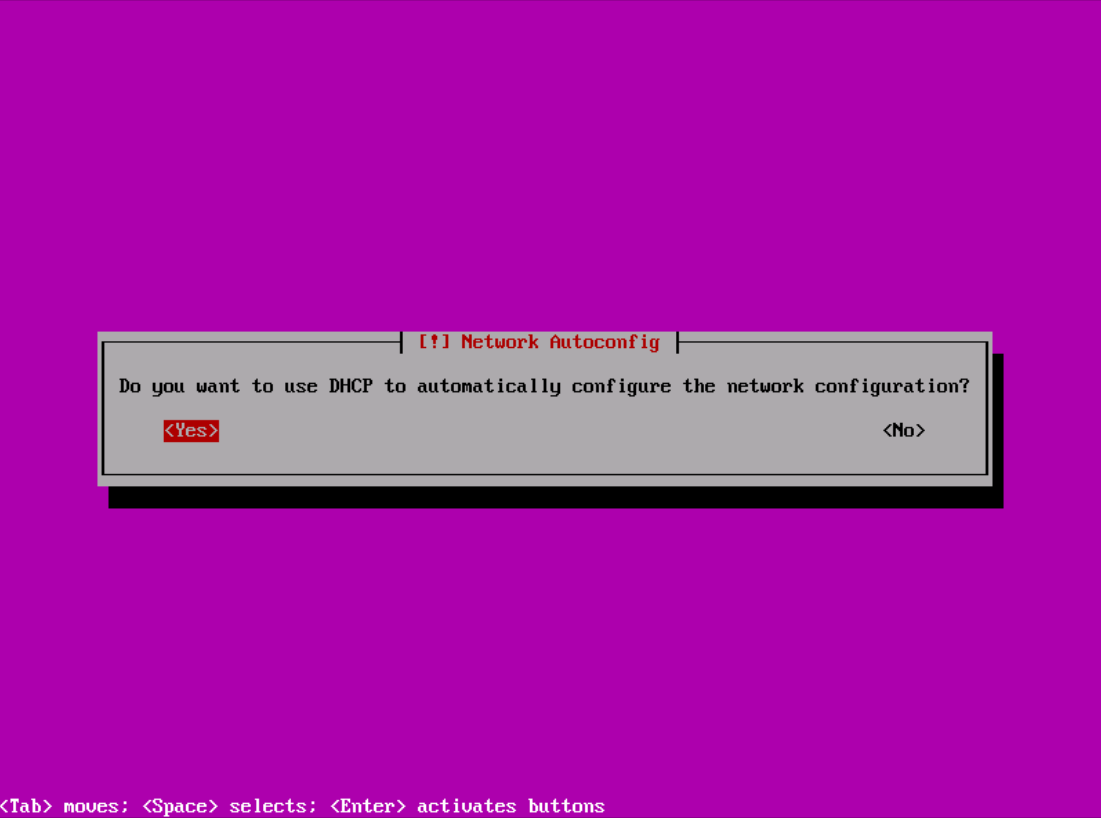 [!] Network Autoconfig
Do you want to use DHCP to automatically configure the network configuration?
<Yes> <No>
<Tab> moves; <Space> selects; <Enter> activates buttons